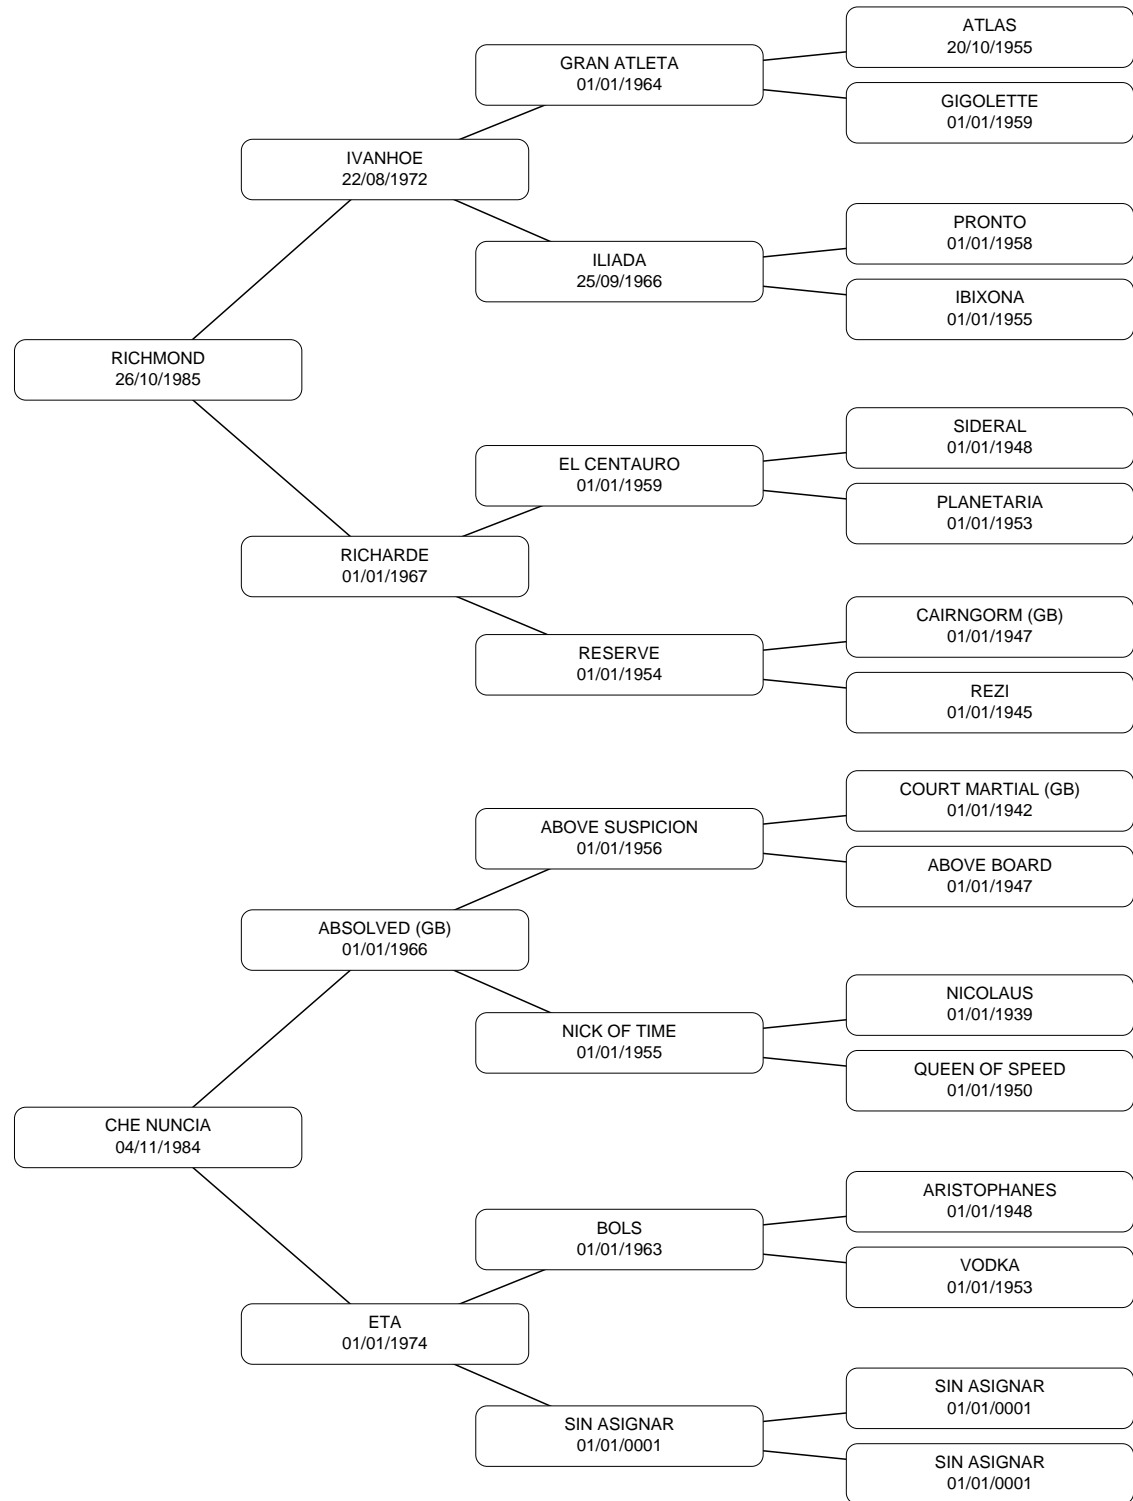 ATLAS
20/10/1955
GRAN ATLETA
01/01/1964
GIGOLETTE
01/01/1959
IVANHOE
22/08/1972
PRONTO
01/01/1958
ILIADA
25/09/1966
IBIXONA
01/01/1955
RICHMOND
26/10/1985
SIDERAL
01/01/1948
EL CENTAURO
01/01/1959
PLANETARIA
01/01/1953
RICHARDE
01/01/1967
CAIRNGORM (GB)
01/01/1947
RESERVE
01/01/1954
REZI
01/01/1945
COURT MARTIAL (GB)
01/01/1942
ABOVE SUSPICION
01/01/1956
ABOVE BOARD
01/01/1947
ABSOLVED (GB)
01/01/1966
NICOLAUS
01/01/1939
NICK OF TIME
01/01/1955
QUEEN OF SPEED
01/01/1950
CHE NUNCIA
04/11/1984
ARISTOPHANES
01/01/1948
BOLS
01/01/1963
VODKA
01/01/1953
ETA
01/01/1974
SIN ASIGNAR
01/01/0001
SIN ASIGNAR
01/01/0001
SIN ASIGNAR
01/01/0001